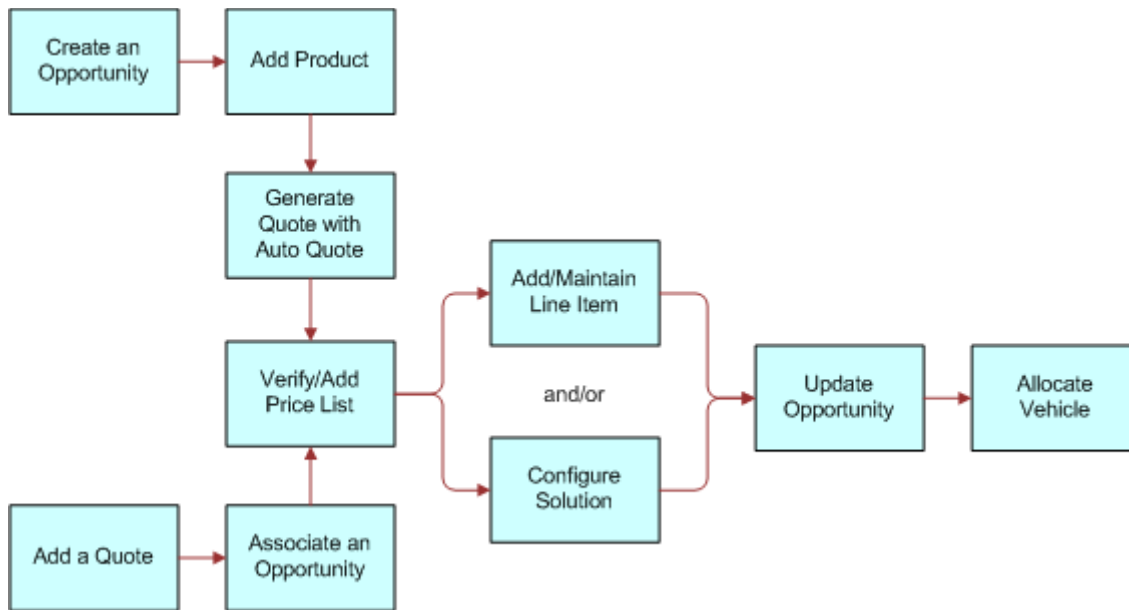 Create an
Opportunity
Add Product
Generate
Quote with
Auto Quote
Add/Maintain
Line Item
Verify/Add
Price List
and/or
Update
Opportunity
Allocate
Vehicle
Configure
Solution
Add a Quote
Associate an
Opportunity